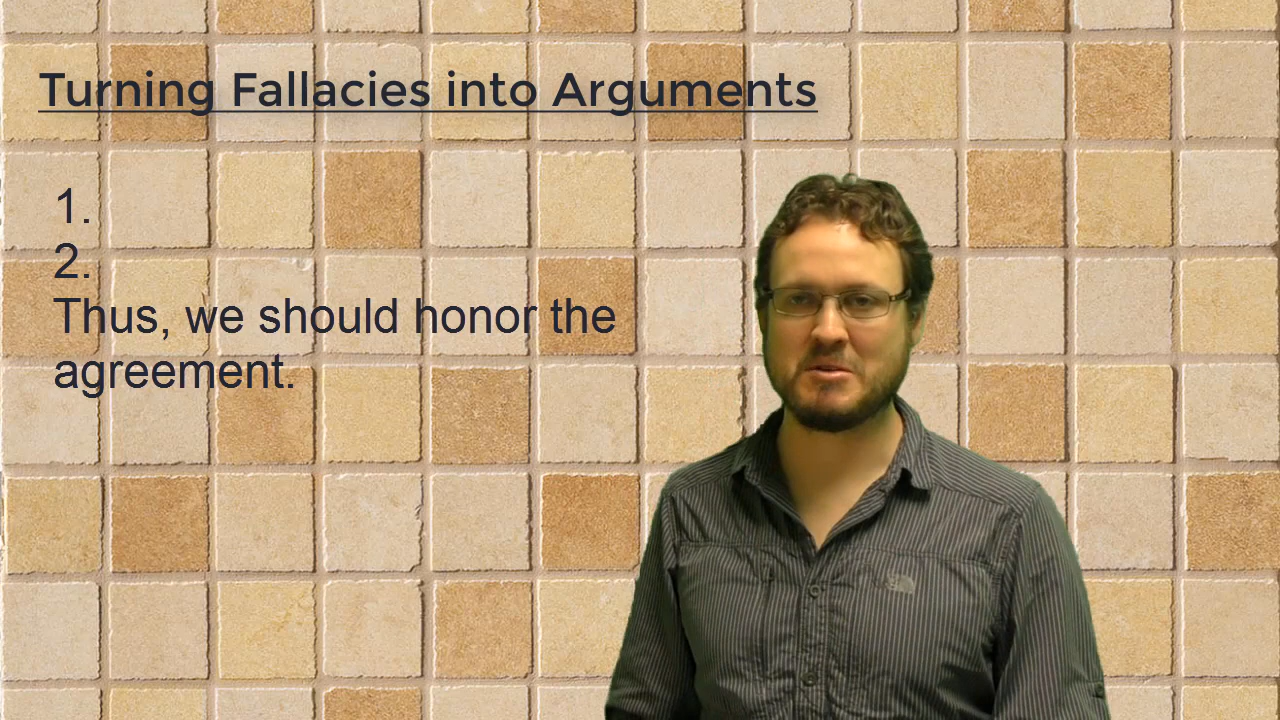 Turning Fallacies into Arguments
1.
2.
Thus, we should honor the
agreement.